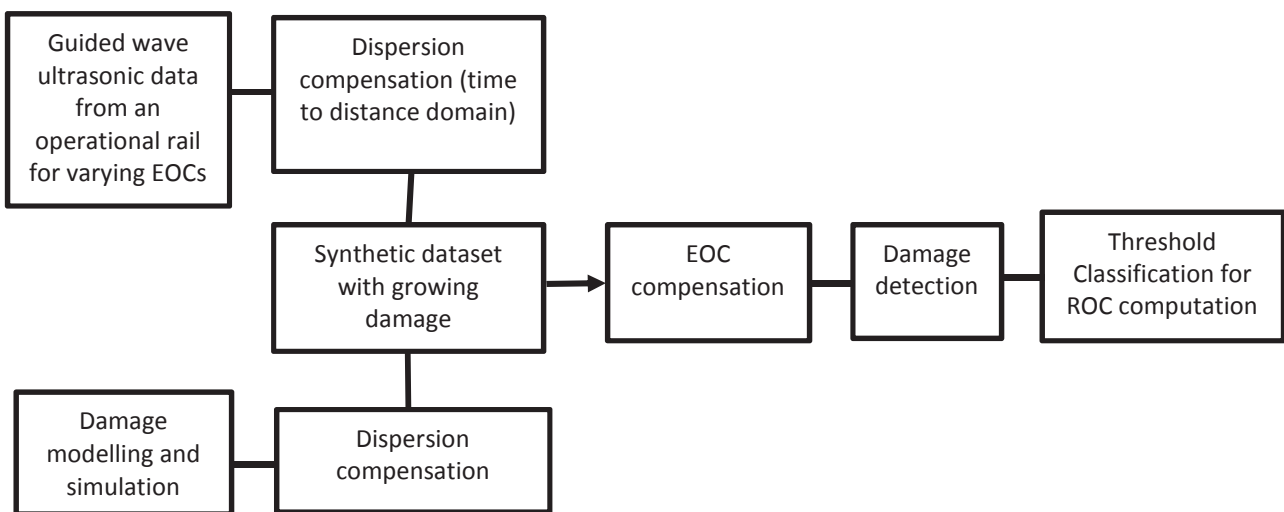 Guided wave
ultrasonic data
from an
operational rail
for varying EOCs
Dispersion
compensation (time
to distance domain)
Synthetic dataset
with growing
damage
EOC
compensation
Damage
detection
Threshold
Classification for
ROC computation
Damage
modelling and
simulation
Dispersion
compensation